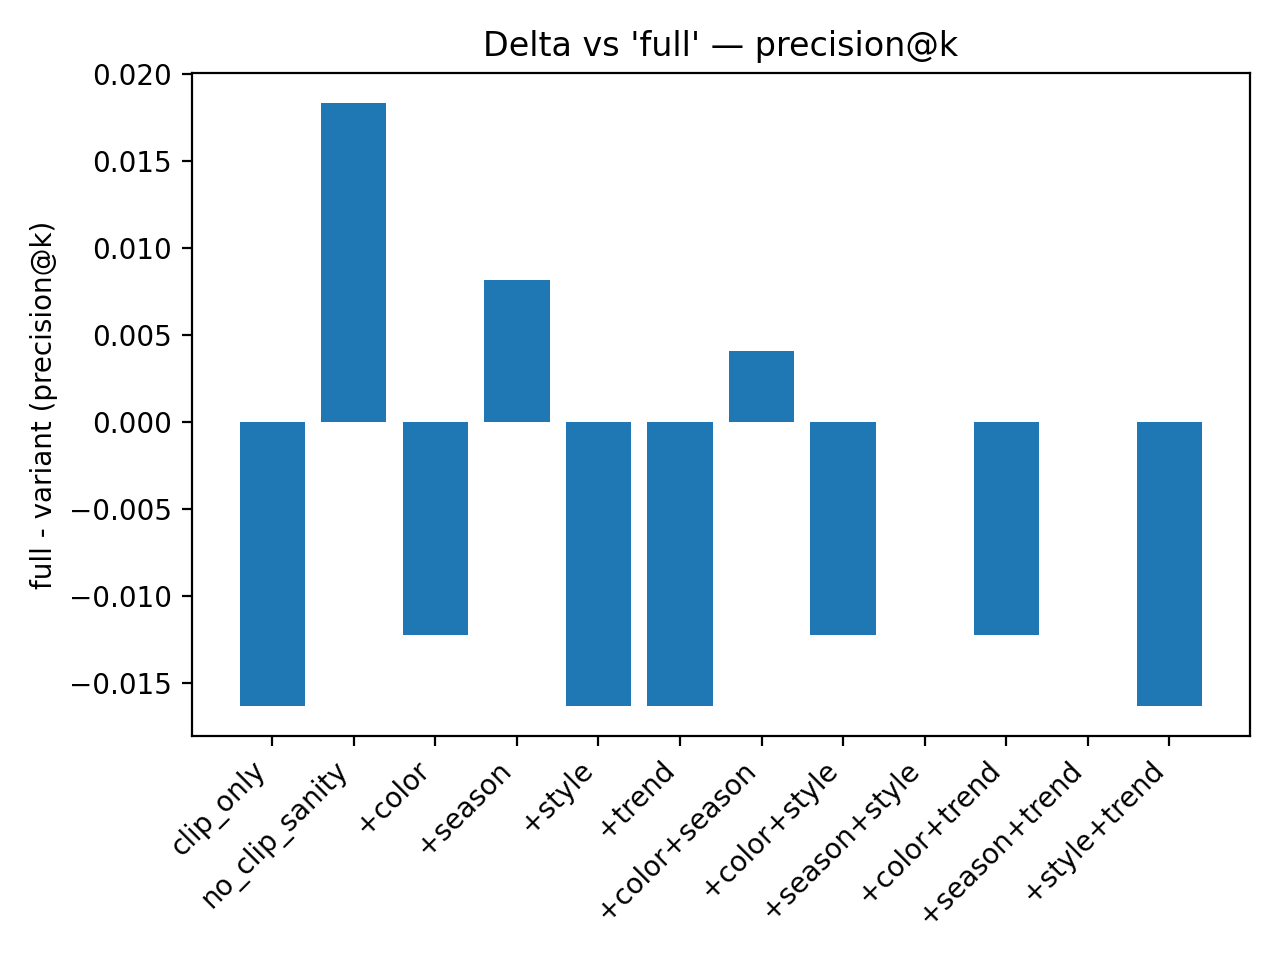 Delta vs 'full' — precision@k
full - variant (precision@k)
0.020
0.015
0.010
0.005
0.000
−0.005
−0.010
−0.015
clip_only
no_clip_sanity
+color
+season
+style
+trend
+color+season
+color+style
+season+style
+color+trend
+season+trend
+style+trend